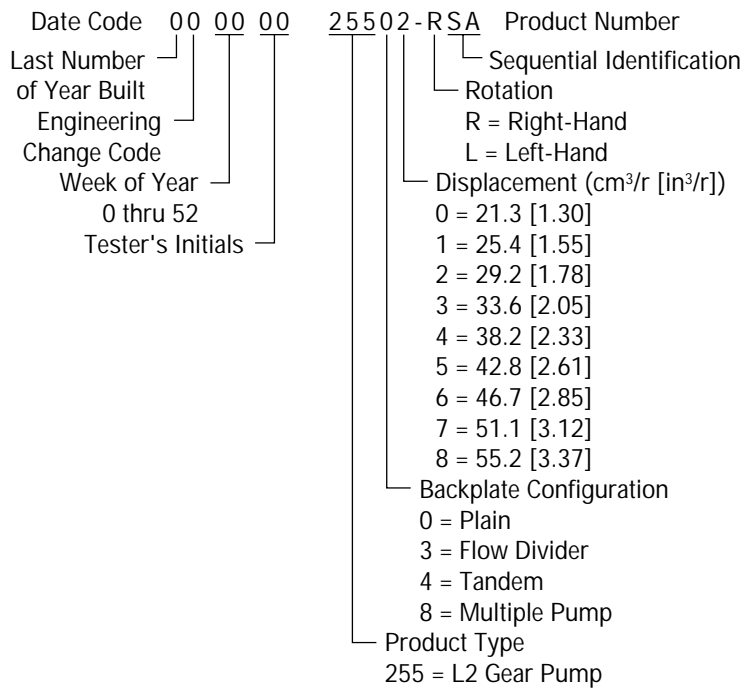 Date Code 00 00 00 25502-RSA Product Number
Last Number
of Year Built
Engineering
Change Code
Week of Year
0 thru 52
Tester's Initials
Sequential Identification
Rotation
R = Right-Hand
L = Left-Hand
Displacement (cm³/r [in³/r])
0 = 21.3 [1.30]
1 = 25.4 [1.55]
2 = 29.2 [1.78]
3 = 33.6 [2.05]
4 = 38.2 [2.33]
5 = 42.8 [2.61]
6 = 46.7 [2.85]
7 = 51.1 [3.12]
8 = 55.2 [3.37]
Backplate Configuration
0 = Plain
3 = Flow Divider
4 = Tandem
8 = Multiple Pump
Product Type
255 = L2 Gear Pump